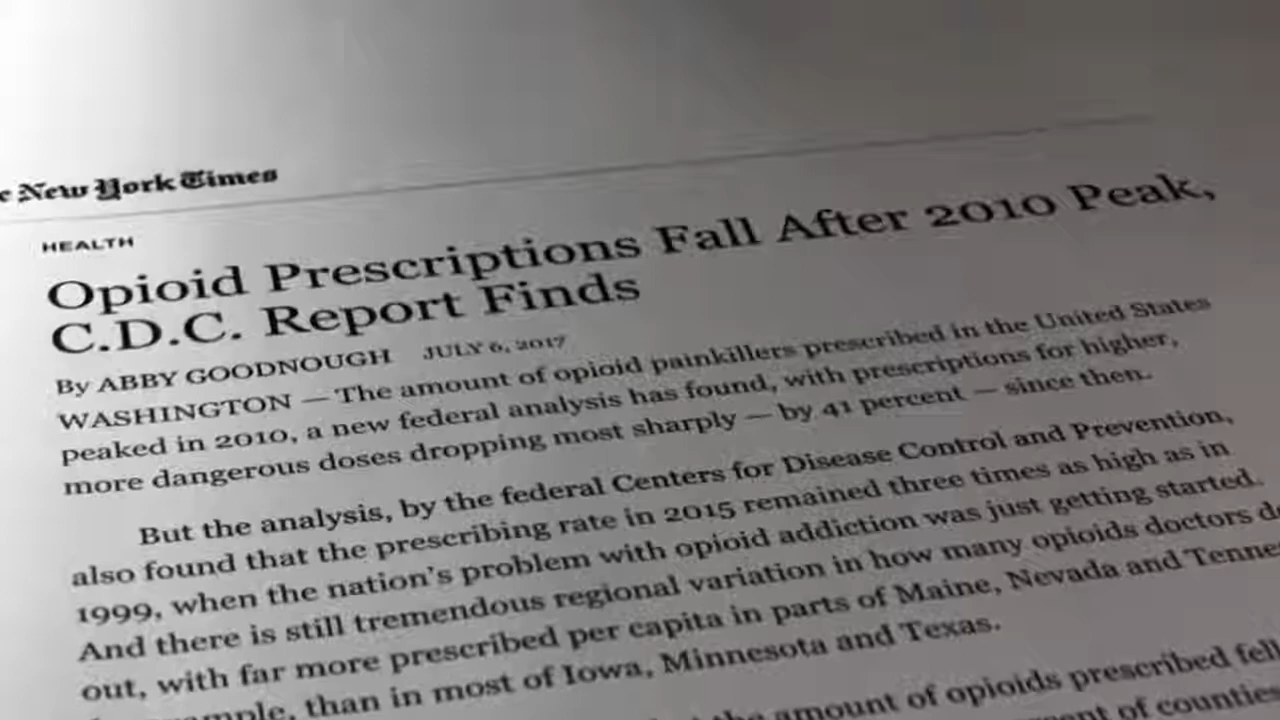 New York Times
HEALTH
Opioid Prescriptions Fall After 2010 Peak,
C.D.C. Report Finds
By ABBY GOODNOUGH JULY 6, 2017
WASHINGTON — The amount of opioid painkillers prescribed in the United States
peaked in 2010, a new federal analysis has found, with prescriptions for higher,
more dangerous doses dropping most sharply — by 41 percent — since then.
But the analysis, by the federal Centers for Disease Control and Prevention,
also found that the prescribing rate in 2015 remained three times as high as in
1999, when the nation's problem with opioid addiction was just getting started.
And there is still tremendous regional variation in how many opioids doctors
out, with far more prescribed per capita in parts of Maine, Nevada and
than in most of Iowa, Minnesota and Texas.
the amount of opioids prescribed fell
of counties